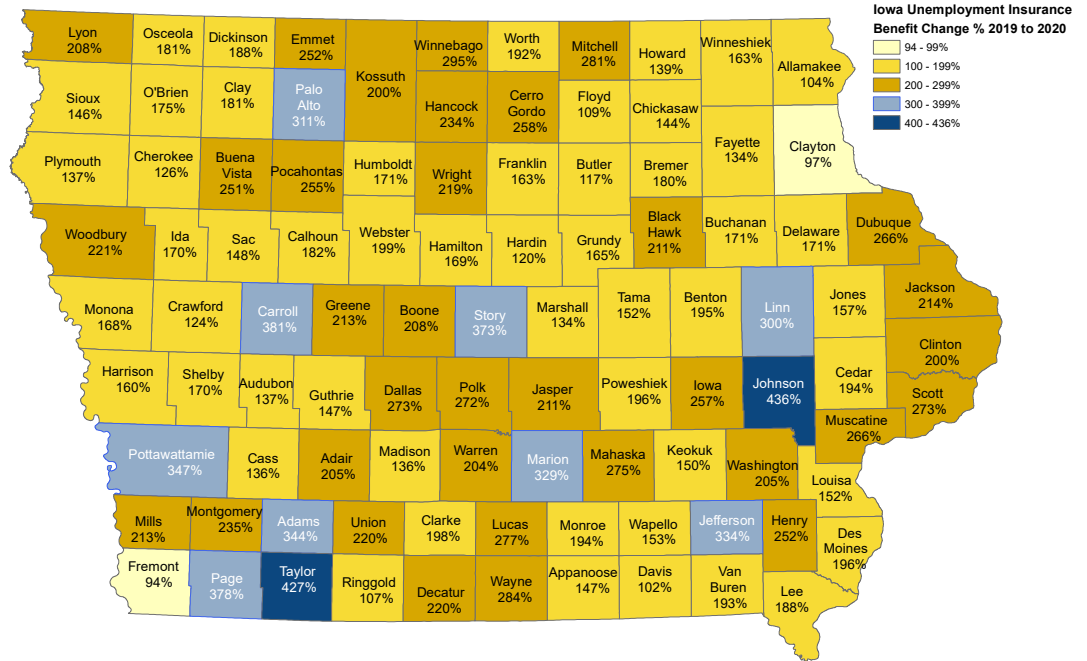 Iowa Unemployment Insurance
Benefit Change % 2019 to 2020
94 - 99%
100 - 199%
200 - 299%
300 - 399%
400 - 436%
Lyon
208%
Osceola
181%
Dickinson
188%
Emmet
252%
Kossuth
200%
Winnebago
295%
Worth
192%
Mitchell
281%
Howard
139%
Winneshiek
163%
Allamakee
104%
Sioux
146%
O'Brien
175%
Clay
181%
Palo
Alto
311%
Hancock
234%
Cerro
Gordo
258%
Floyd
109%
Chickasaw
144%
Fayette
134%
Clayton
97%
Plymouth
137%
Cherokee
126%
Buena
Vista
251%
Pocahontas
255%
Humboldt
171%
Wright
219%
Franklin
163%
Butler
117%
Bremer
180%
Woodbury
221%
Ida
170%
Sac
148%
Calhoun
182%
Webster
199%
Hamilton
169%
Hardin
120%
Grundy
165%
Black
Hawk
211%
Buchanan
171%
Delaware
171%
Dubuque
266%
Monona
168%
Crawford
124%
Carroll
381%
Greene
213%
Boone
208%
Story
373%
Marshall
134%
Tama
152%
Benton
195%
Linn
300%
Jones
157%
Jackson
214%
Clinton
200%
Harrison
160%
Shelby
170%
Audubon
137%
Guthrie
147%
Dallas
273%
Polk
272%
Jasper
211%
Poweshiek
196%
Iowa
257%
Johnson
436%
Cedar
194%
Scott
273%
Muscatine
266%
Pottawattamie
347%
Cass
136%
Adair
205%
Madison
136%
Warren
204%
Marion
329%
Mahaska
275%
Keokuk
150%
Washington
205%
Louisa
152%
Mills
213%
Montgomery
235%
Adams
344%
Union
220%
Clarke
198%
Lucas
277%
Monroe
194%
Wapello
153%
Jefferson
334%
Henry
252%
Des
Moines
196%
Fremont
94%
Page
378%
Taylor
427%
Ringgold
107%
Decatur
220%
Wayne
284%
Appanoose
147%
Davis
102%
Van
Buren
193%
Lee
188%